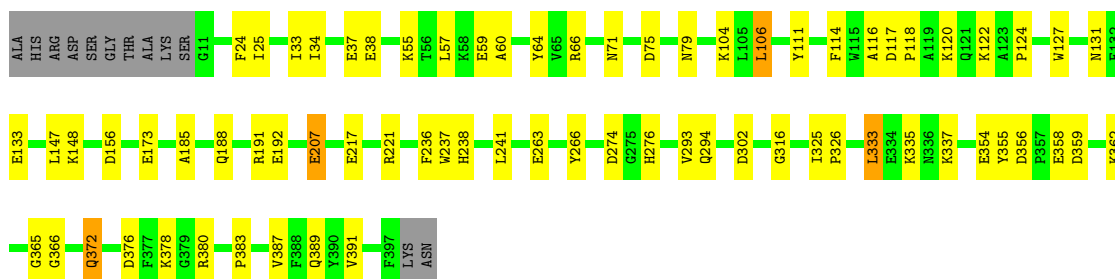 ALA HIS ARG ASP SER GLY THR ALA LYS SER G11 F24 I25 I33 I34 E37 E38 K55 T56 L57 K58 E59 A60 Y64 V65 R66 N71 D75 N79 K104 L105 L106 Y111 F114 W115 A116 D117 P118 A119 K120 Q121 K122 A123 P124 W127 N131 E132
E133 L147 K148 D156 E173 A185 Q188 R191 E192 E207 E217 R221 F236 W237 H238 L241 E263 Y266 D274 G275 H276 V293 Q294 D302 G316 I325 P326 L333 E334 K335 N336 K337 E354 Y355 D356 P357 E358 D359 K362
G365 G366 Q372 D376 F377 K378 G379 R380 P383 V387 F388 Q389 Y390 V391 F397 LYS ASN